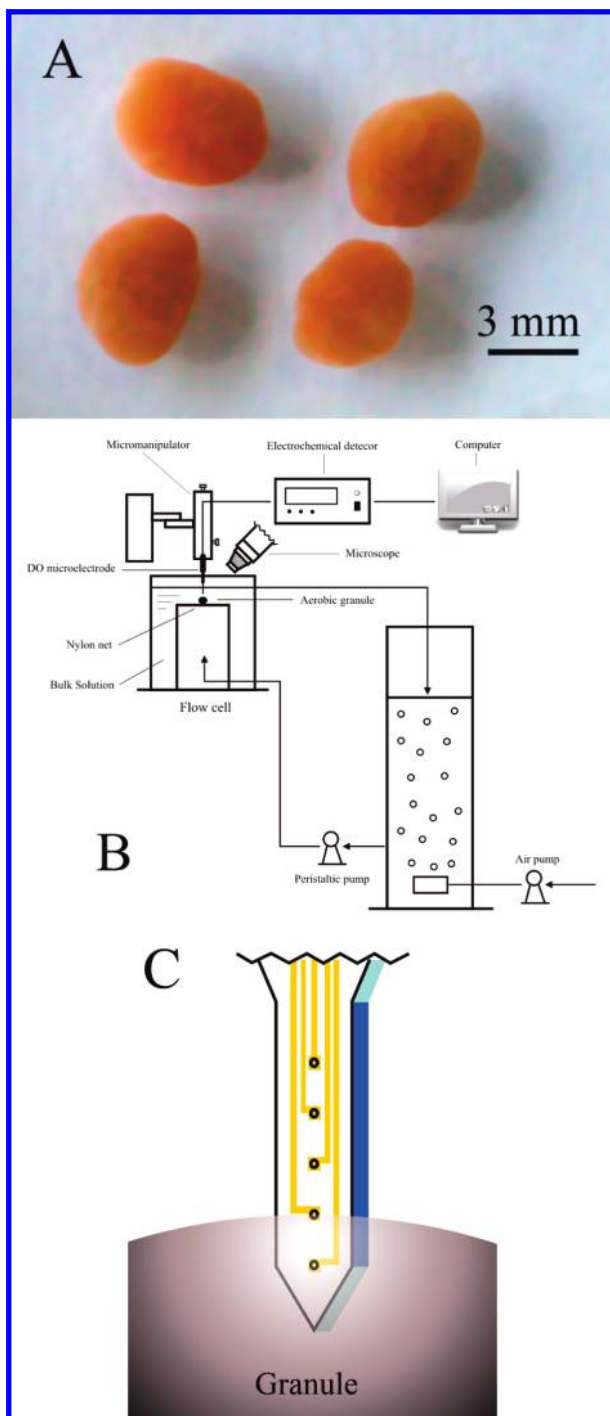 A
3 mm
Micromanipulator
Electrochemical detecor
Computer
Microscope
DO microelectrode
Aerobic granule
Nylon net
Bulk Solution
Flow cell
B
Peristaltic pump
Air pump
C
Granule